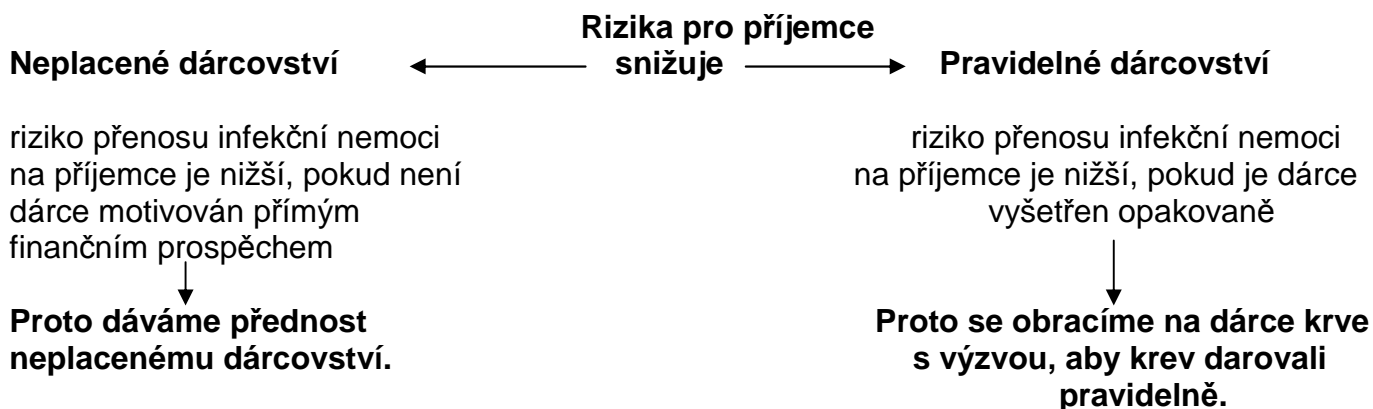 Rizika pro příjemce
snižuje
Neplacené dárcovství
riziko přenosu infekční nemoci
na příjemce je nižší, pokud není
dárce motivován přímým
finančním prospěchem
Proto dáváme přednost
neplacenému dárcovství.
Pravidelné dárcovství
riziko přenosu infekční nemoci
na příjemce je nižší, pokud je dárce
vyšetřen opakovaně
Proto se obracíme na dárce krve
s výzvou, aby krev darovali
pravidelně.